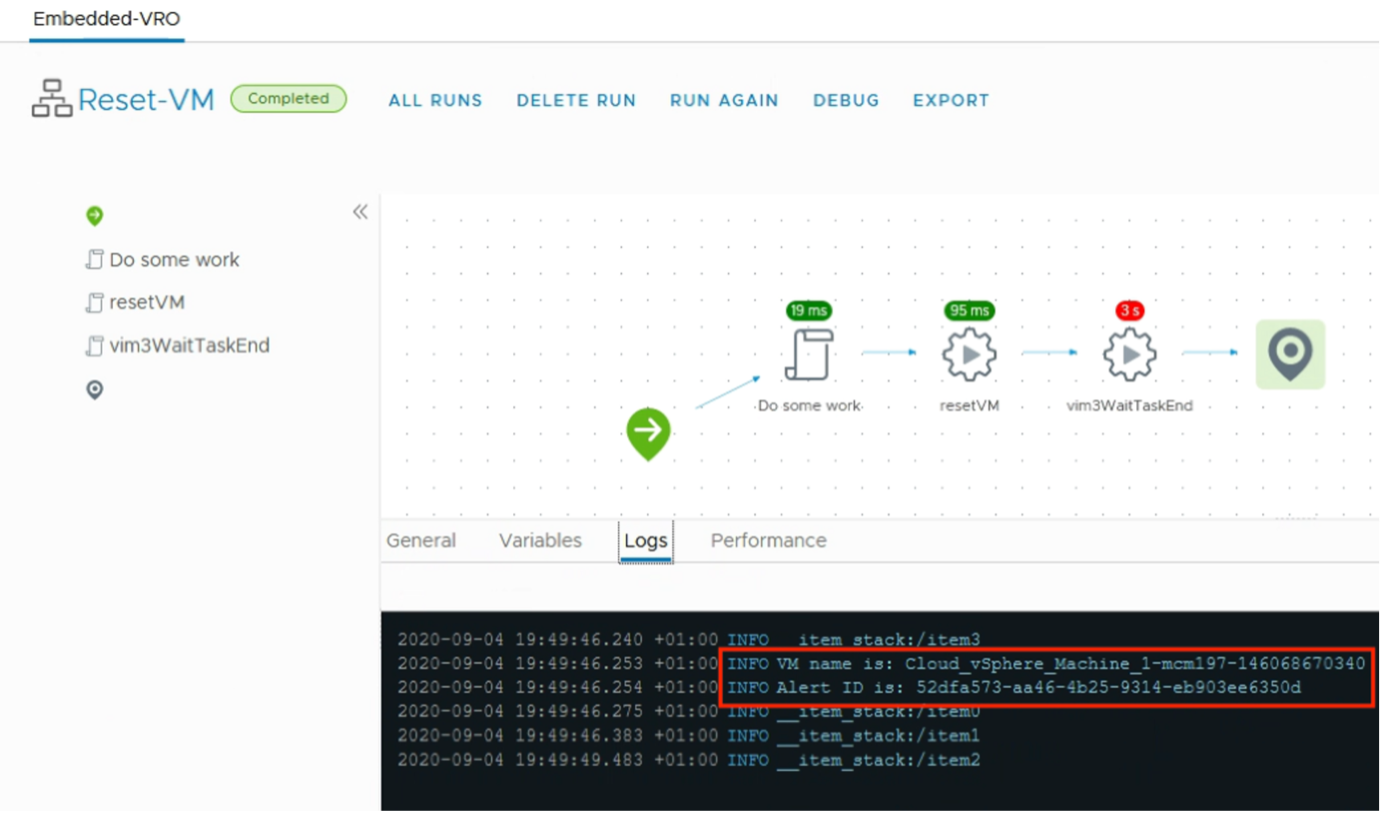 Embedded-VRO
Reset-VM Completed ALL RUNS DELETE RUN RUN AGAIN DEBUG EXPORT
Do some work
resetVM
vim3WaitTaskEnd
19 ms 95 ms 3 s
Do some work resetVM vim3WaitTaskEnd
General Variables Logs Performance
2020-09-04 19:49:46.240 +01:00 INFO __item_stack:/item3
2020-09-04 19:49:46.253 +01:00 INFO VM name is: Cloud_vSphere_Machine_1-mcm197-146068670340
2020-09-04 19:49:46.254 +01:00 INFO Alert ID is: 52dfa573-aa46-4b25-9314-eb903ee6350d
2020-09-04 19:49:46.275 +01:00 INFO __item_stack:/item0
2020-09-04 19:49:46.383 +01:00 INFO __item_stack:/item1
2020-09-04 19:49:49.483 +01:00 INFO __item_stack:/item2